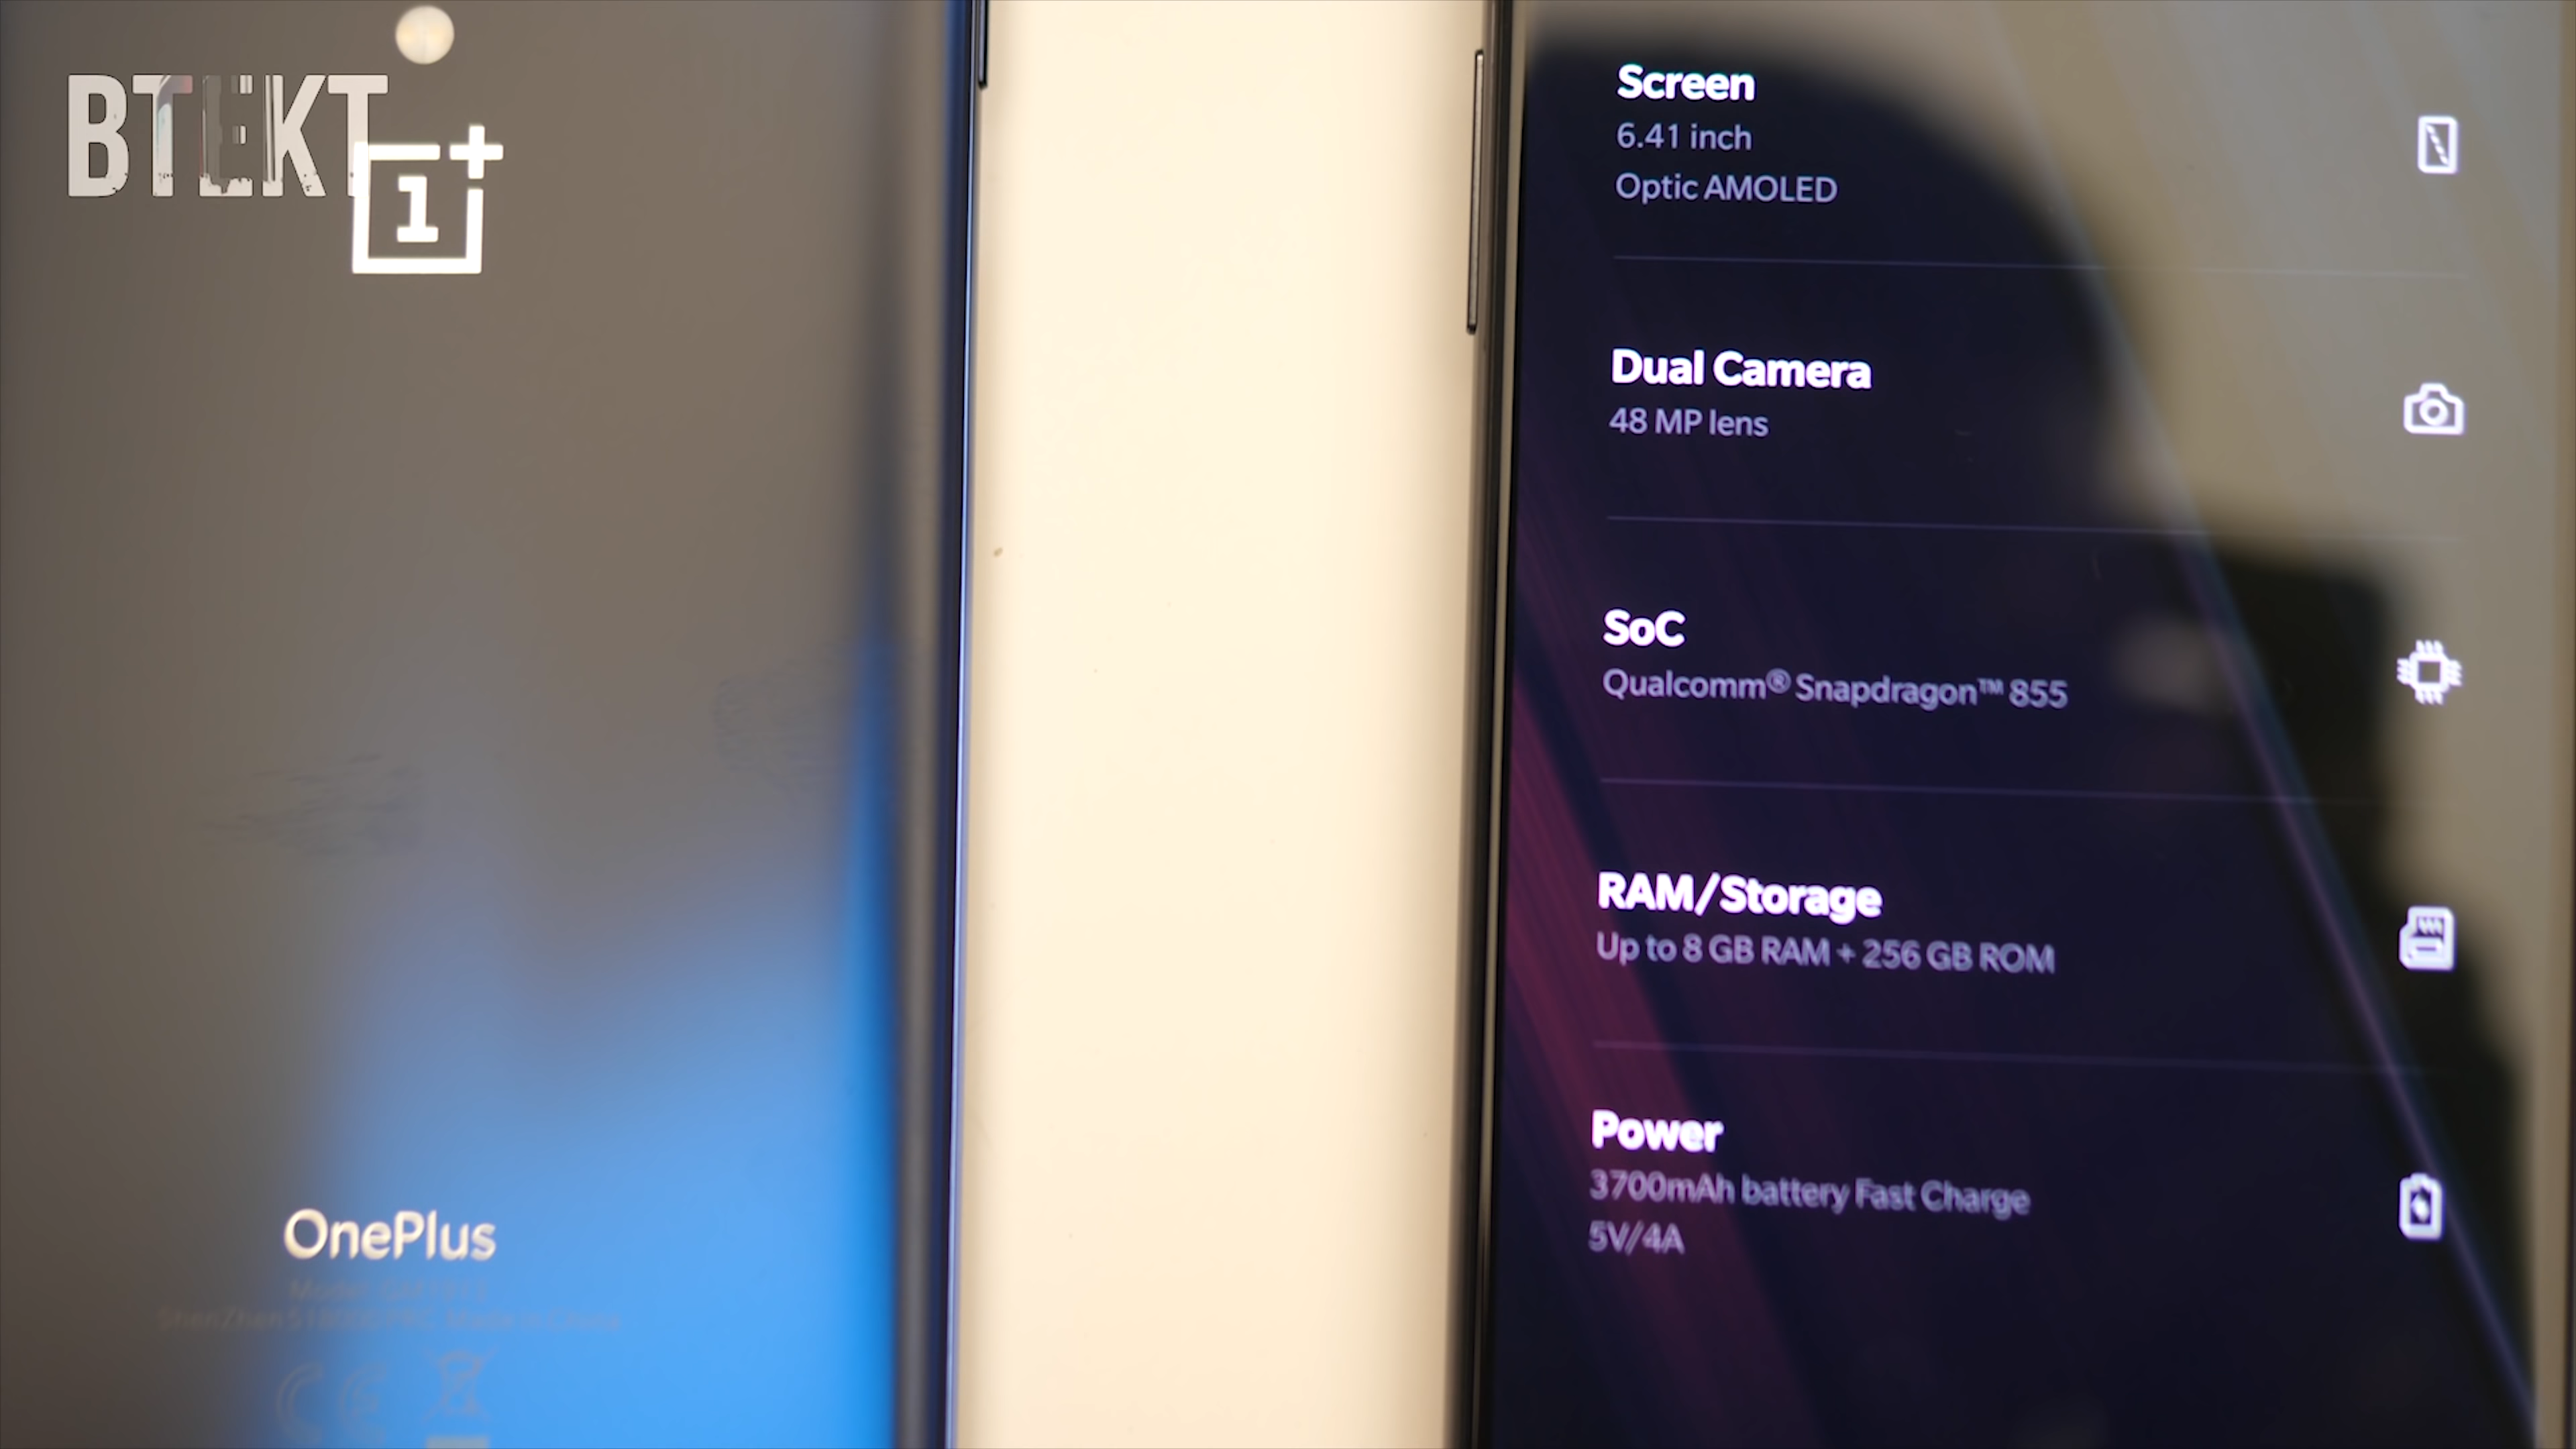 BTEKT
1+
OnePlus
Screen
6.41 inch
Optic AMOLED
Dual Camera
48 MP lens
SoC
Qualcomm® Snapdragon™ 855
RAM/Storage
Up to 8 GB RAM + 256 GB ROM
Power
3700mAh battery Fast Charge
5V/4A